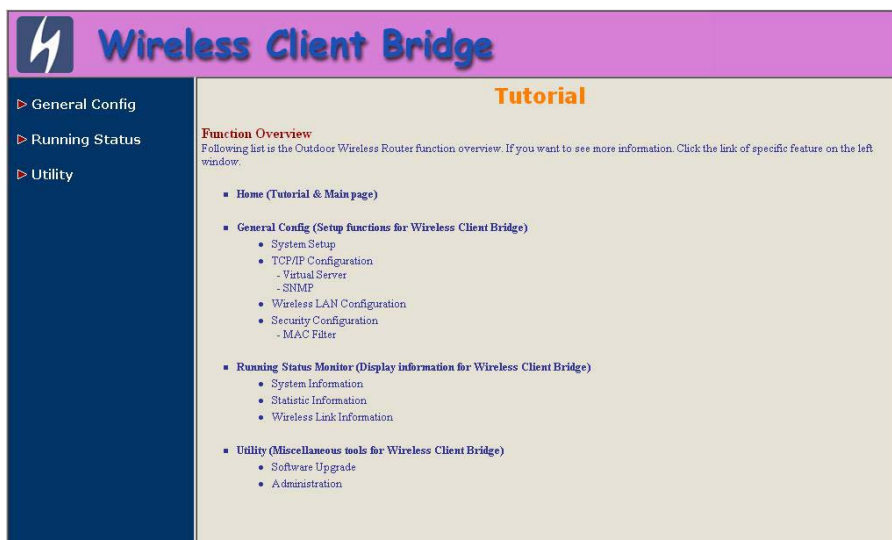 Wireless Client Bridge
General Config
Running Status
Utility
Tutorial
Function Overview
Following list is the Outdoor Wireless Router function overview. If you want to see more information. Click the link of specific feature on the left
window.
Home (Tutorial & Main page)
General Config (Setup functions for Wireless Client Bridge)
System Setup
TCP/IP Configuration
- Virtual Server
- SNMP
Wireless LAN Configuration
Security Configuration
- MAC Filter
Running Status Monitor (Display information for Wireless Client Bridge)
System Information
Statistic Information
Wireless Link Information
Utility (Miscellaneous tools for Wireless Client Bridge)
Software Upgrade
Administration